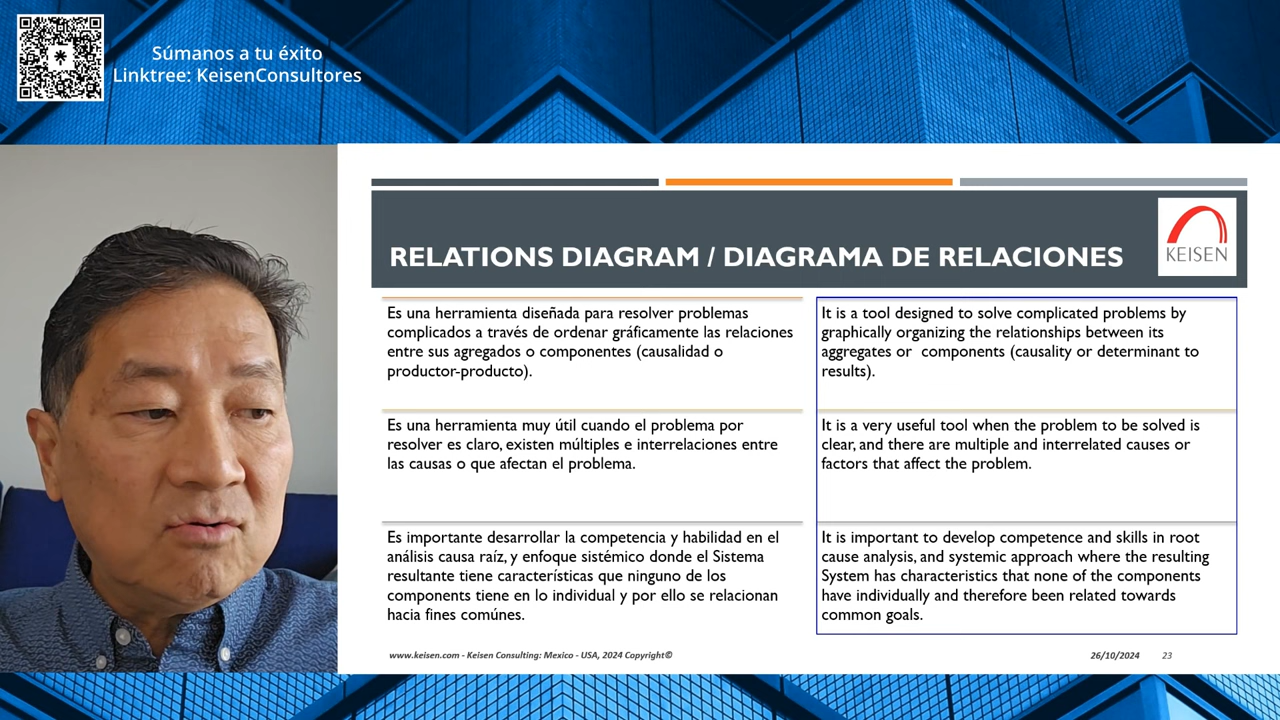 Súmanos a tu éxito
Linktree: KeisenConsultores
RELATIONS DIAGRAM / DIAGRAMA DE RELACIONES
KEISEN
Es una herramienta diseñada para resolver problemas
complicados a través de ordenar gráficamente las relaciones
entre sus agregados o componentes (causalidad o
productor-producto).
Es una herramienta muy útil cuando el problema por
resolver es claro, existen múltiples e interrelaciones entre
las causas o que afectan el problema.
Es importante desarrollar la competencia y habilidad en el
análisis causa raíz, y enfoque sistémico donde el Sistema
resultante tiene características que ninguno de los
components tiene en lo individual y por ello se relacionan
hacia fines comúnes.
It is a tool designed to solve complicated problems by
graphically organizing the relationships between its
aggregates or components (causality or determinant to
results).
It is a very useful tool when the problem to be solved is
clear, and there are multiple and interrelated causes or
factors that affect the problem.
It is important to develop competence and skills in root
cause analysis, and systemic approach where the resulting
System has characteristics that none of the components
have individually and therefore been related towards
common goals.
www.keisen.com - Keisen Consulting: Mexico - USA, 2024 Copyright©
26/10/2024 23